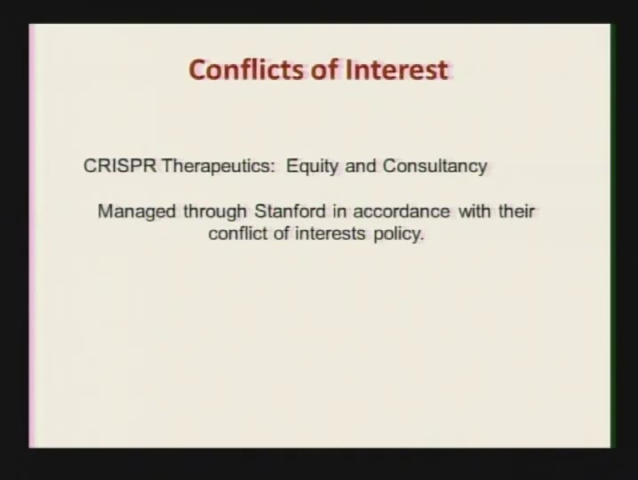 Conflicts of Interest
CRISPR Therapeutics: Equity and Consultancy
Managed through Stanford in accordance with their
conflict of interests policy.